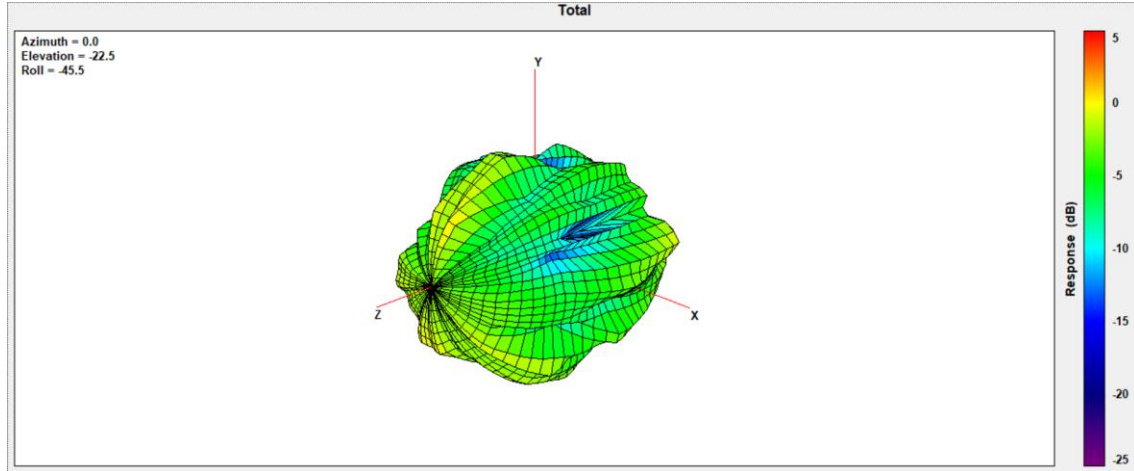 Total
Azimuth = 0.0
Elevation = -22.5
Roll = -45.5
Y
Z
X
5
0
-5
-10
-15
-20
-25
Response (dB)